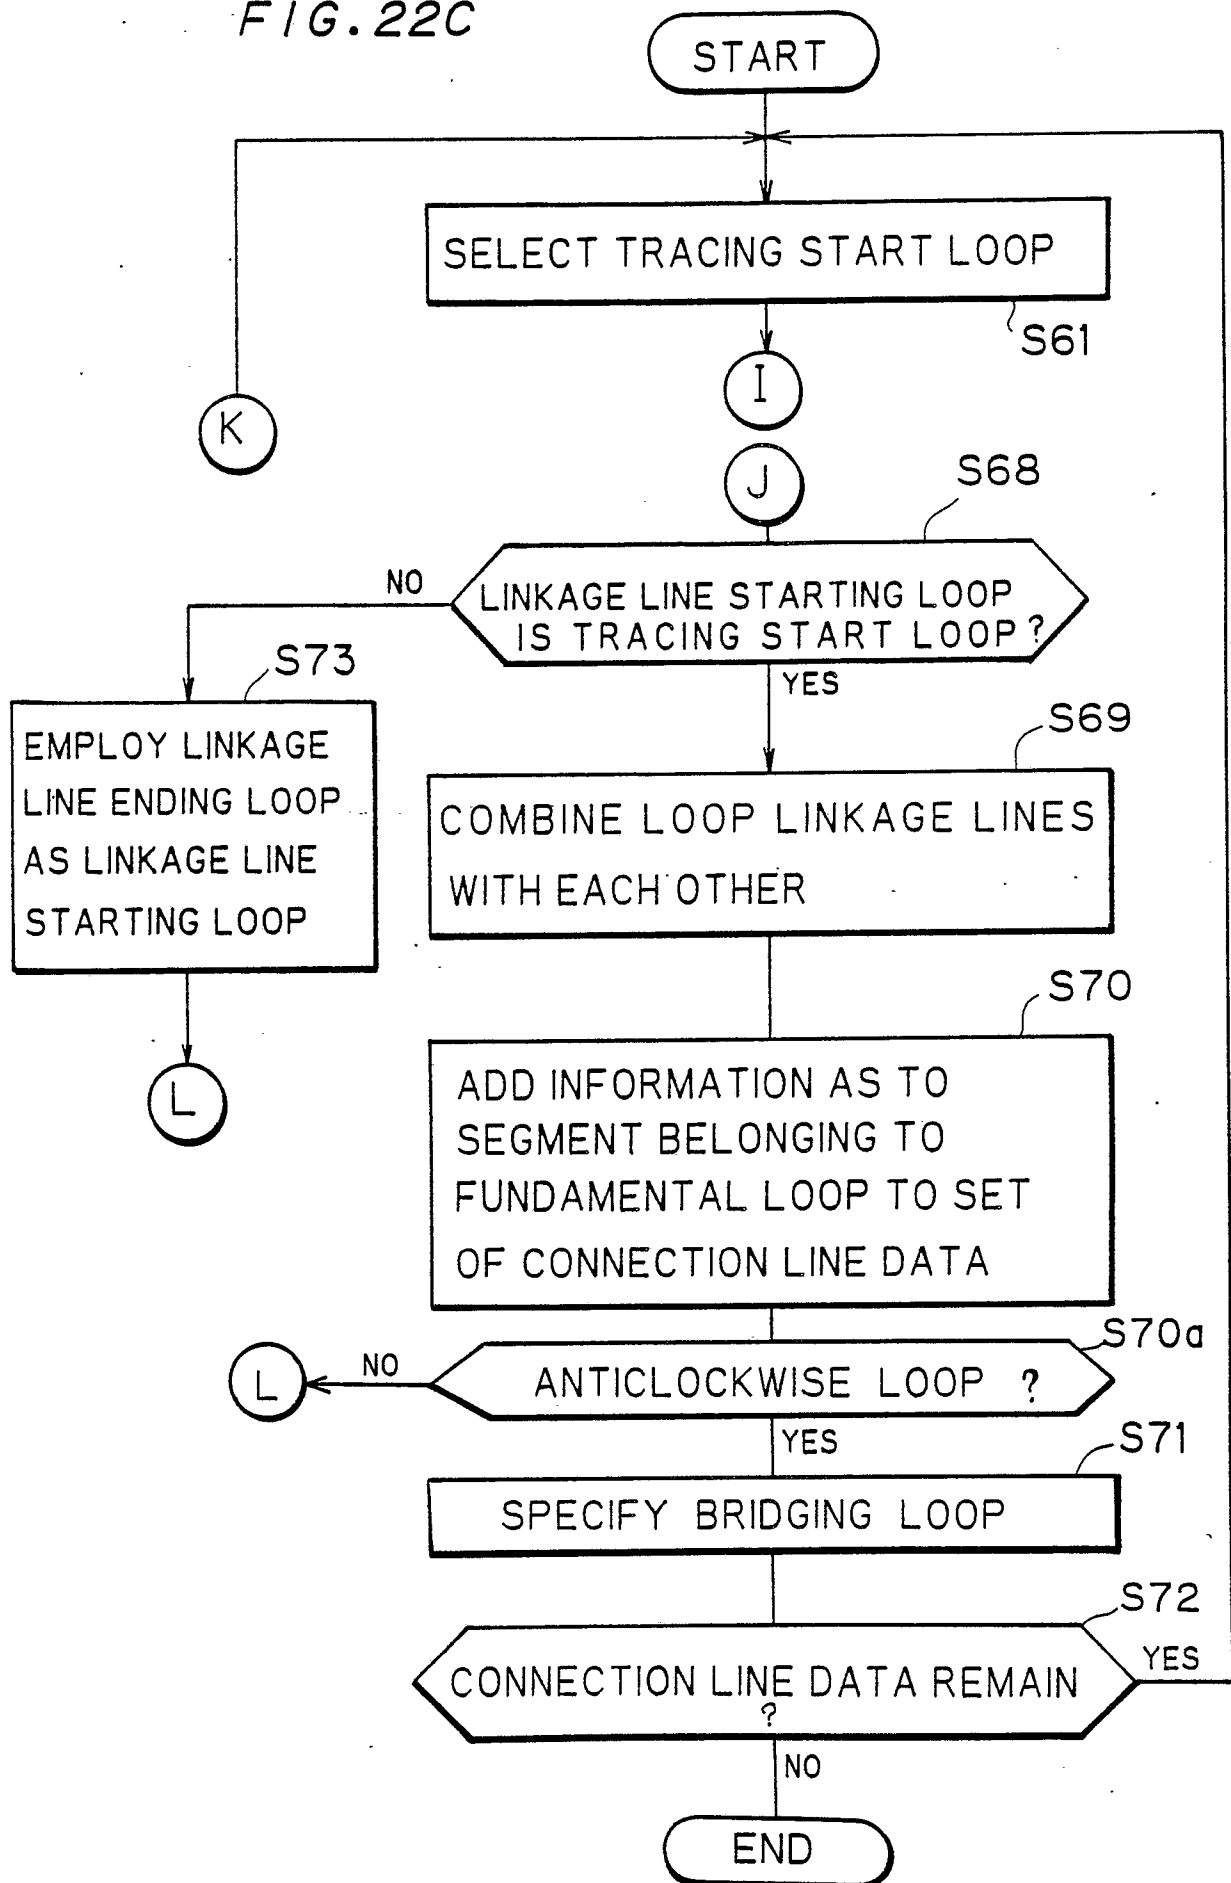 FIG. 22C
START
SELECT TRACING START LOOP
S61
I
K
J
S68
NO
LINKAGE LINE STARTING LOOP
IS TRACING START LOOP?
YES
S73
EMPLOY LINKAGE
LINE ENDING LOOP
AS LINKAGE LINE
STARTING LOOP
S69
COMBINE LOOP LINKAGE LINES
WITH EACH OTHER
L
S70
ADD INFORMATION AS TO
SEGMENT BELONGING TO
FUNDAMENTAL LOOP TO SET
OF CONNECTION LINE DATA
S70a
L
NO
ANTICLOCKWISE LOOP ?
YES
S71
SPECIFY BRIDGING LOOP
S72
CONNECTION LINE DATA REMAIN
?
YES
NO
END